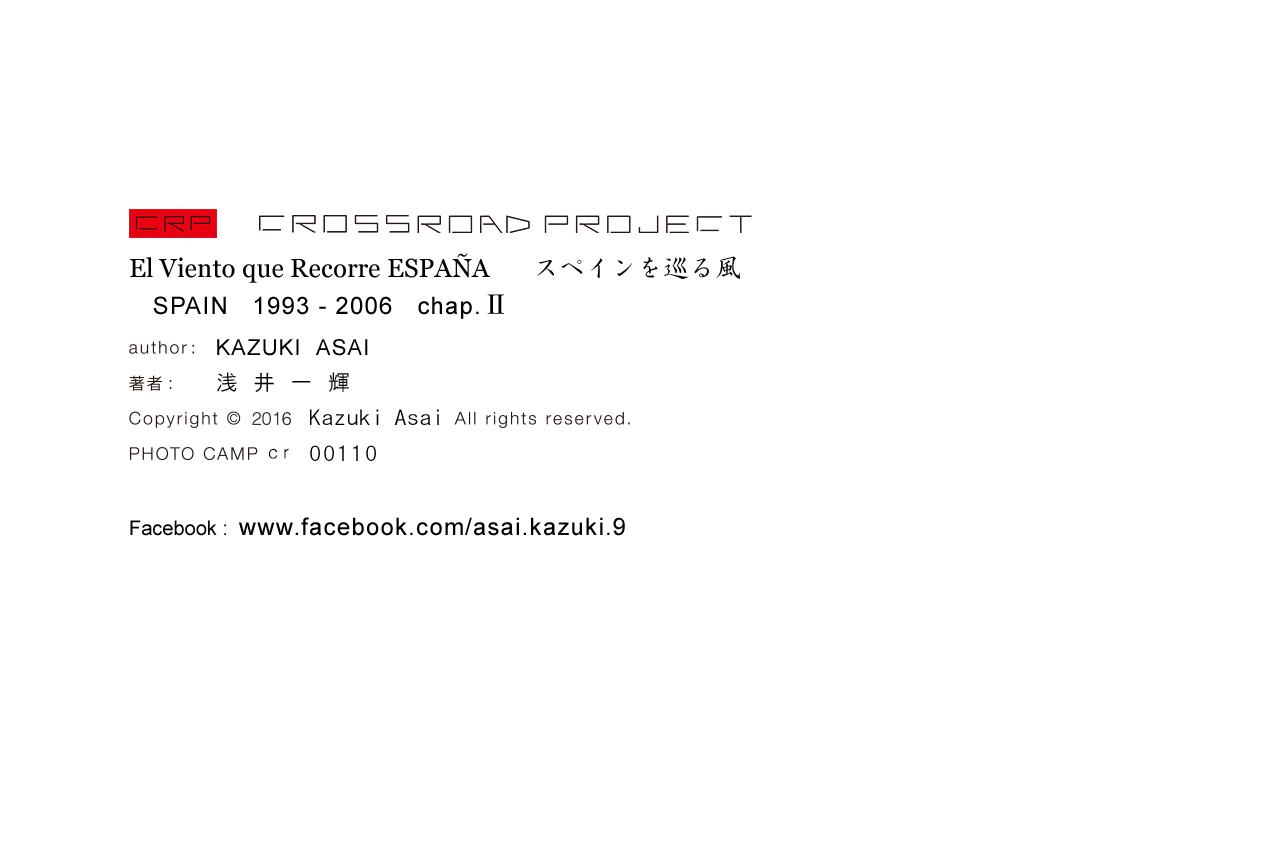 CRP CROSSROAD PROJECT
El Viento que Recorre ESPAÑA スペインを巡る風
SPAIN 1993 - 2006 chap. Ⅱ
author: KAZUKI ASAI
著者: 浅井一輝
Copyright © 2016 Kazuki Asai All rights reserved.
PHOTO CAMP cr 00110
Facebook : www.facebook.com/asai.kazuki.9